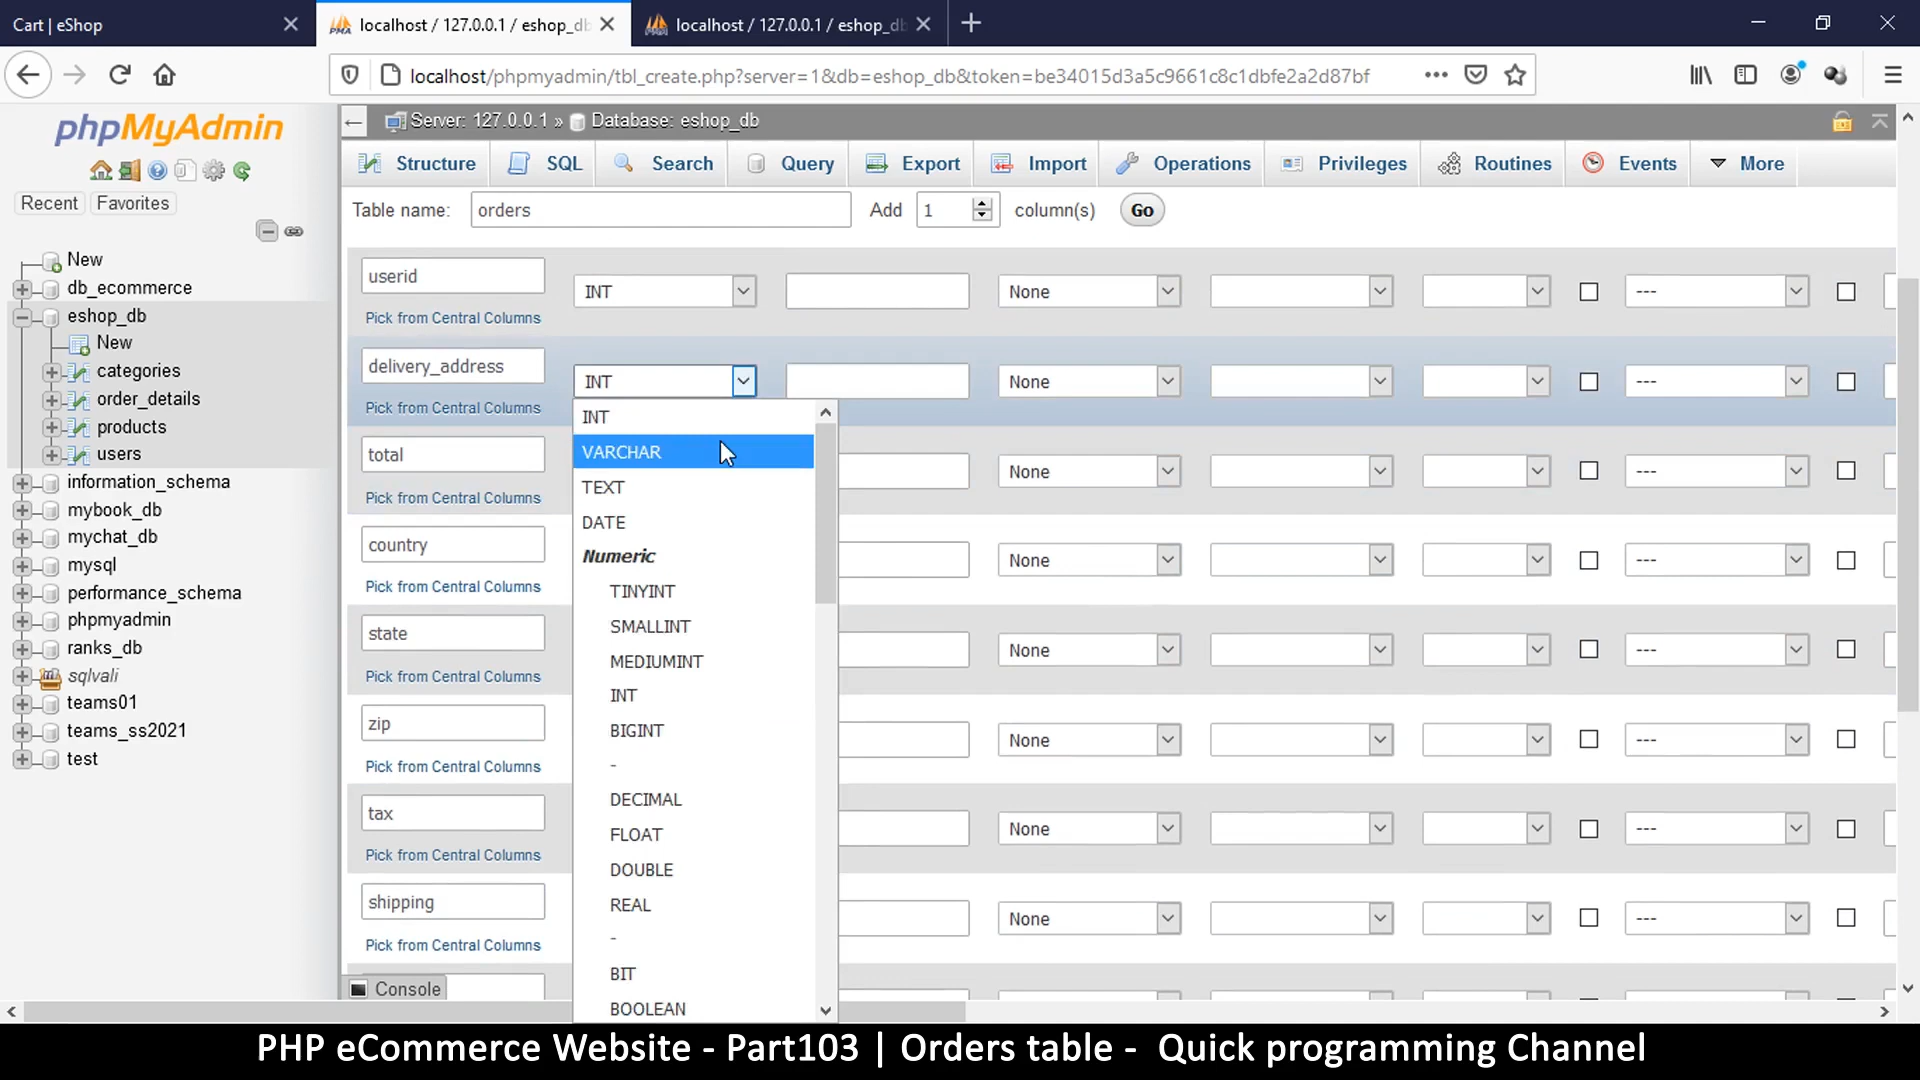 Cart | eShop
localhost / 127.0.0.1 / eshop_db
localhost / 127.0.0.1 / eshop_db
localhost/phpmyadmin/tbl_create.php?server=1&db=eshop_db&token=be34015d3a5c9661c8c1dbfe2a2d87bf
phpMyAdmin
Recent
Favorites
New
db_ecommerce
eshop_db
New
categories
order_details
products
users
information_schema
mybook_db
mychat_db
mysql
performance_schema
phpmyadmin
ranks_db
sqlvali
teams01
teams_ss2021
test
Server: 127.0.0.1 » Database: eshop_db
Structure SQL Search Query Export Import Operations Privileges Routines Events More
Table name: orders Add 1 column(s) Go
userid INT None ---
Pick from Central Columns
delivery_address INT None ---
Pick from Central Columns
INT
VARCHAR
TEXT
DATE
Numeric
TINYINT
SMALLINT
MEDIUMINT
INT
BIGINT
-
DECIMAL
FLOAT
DOUBLE
REAL
-
BIT
BOOLEAN
total None ---
Pick from Central Columns
country None ---
Pick from Central Columns
state None ---
Pick from Central Columns
zip None ---
Pick from Central Columns
tax None ---
Pick from Central Columns
shipping None ---
Pick from Central Columns
Console
PHP eCommerce Website - Part103 | Orders table - Quick programming Channel